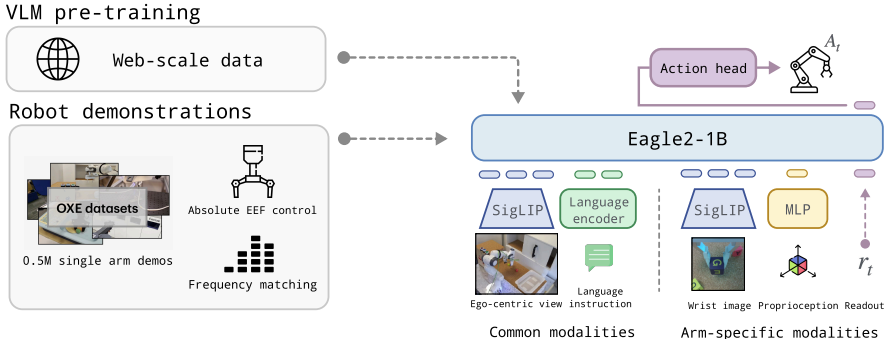 VLM pre-training
Web-scale data
Robot demonstrations
OXE datasets
0.5M single arm demos
Absolute EEF control
Frequency matching
Action head
A_t
Eagle2-1B
SigLIP
Language
encoder
SigLIP
MLP
r_t
Ego-centric view
Language
instruction
Wrist image
Proprioception
Readout
Common modalities
Arm-specific modalities